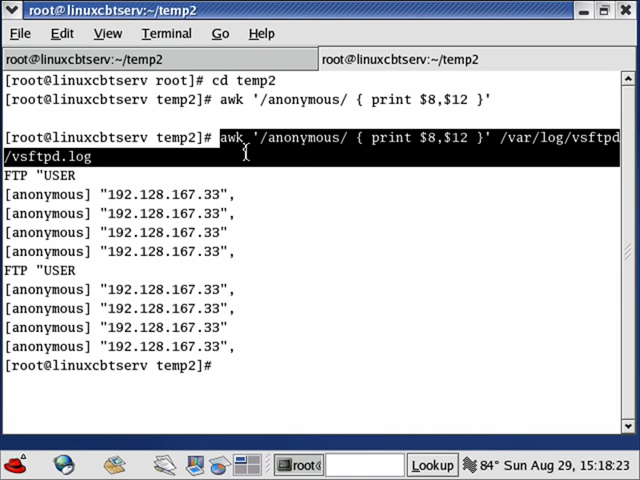 root@linuxcbtserv:~/temp2
File Edit View Terminal Go Help
root@linuxcbtserv:~/temp2 root@linuxcbtserv:~/temp2
[root@linuxcbtserv root]# cd temp2
[root@linuxcbtserv temp2]# awk '/anonymous/ { print $8,$12 }'
[root@linuxcbtserv temp2]# awk '/anonymous/ { print $8,$12 }' /var/log/vsftpd
/vsftpd.log
FTP "USER
[anonymous] "192.128.167.33",
[anonymous] "192.128.167.33",
[anonymous] "192.128.167.33"
[anonymous] "192.128.167.33",
FTP "USER
[anonymous] "192.128.167.33",
[anonymous] "192.128.167.33",
[anonymous] "192.128.167.33"
[anonymous] "192.128.167.33",
[root@linuxcbtserv temp2]#
root@ Lookup 84° Sun Aug 29, 15:18:23